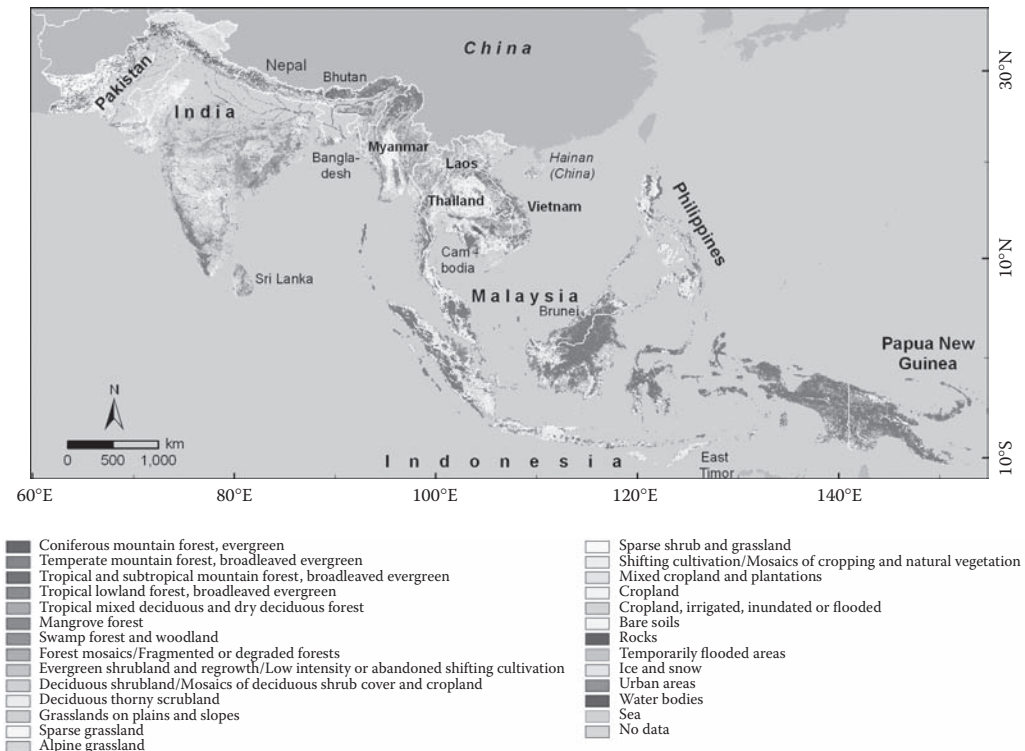 China
Pakistan
Nepal
Bhutan
India
Bangla-
desh
Myanmar
Laos
Hainan
(China)
Thailand
Vietnam
Philippines
Cam
bodia
Sri Lanka
Malaysia
Brunei
Papua New
Guinea
N
km
0 500 1,000
Indonesia
East
Timor
30°N
10°N
10°S
60°E 80°E 100°E 120°E 140°E
Coniferous mountain forest, evergreen
Temperate mountain forest, broadleaved evergreen
Tropical and subtropical mountain forest, broadleaved evergreen
Tropical lowland forest, broadleaved evergreen
Tropical mixed deciduous and dry deciduous forest
Mangrove forest
Swamp forest and woodland
Forest mosaics/Fragmented or degraded forests
Evergreen shrubland and regrowth/Low intensity or abandoned shifting cultivation
Deciduous shrubland/Mosaics of deciduous shrub cover and cropland
Deciduous thorny scrubland
Grasslands on plains and slopes
Sparse grassland
Alpine grassland
Sparse shrub and grassland
Shifting cultivation/Mosaics of cropping and natural vegetation
Mixed cropland and plantations
Cropland
Cropland, irrigated, inundated or flooded
Bare soils
Rocks
Temporarily flooded areas
Ice and snow
Urban areas
Water bodies
Sea
No data